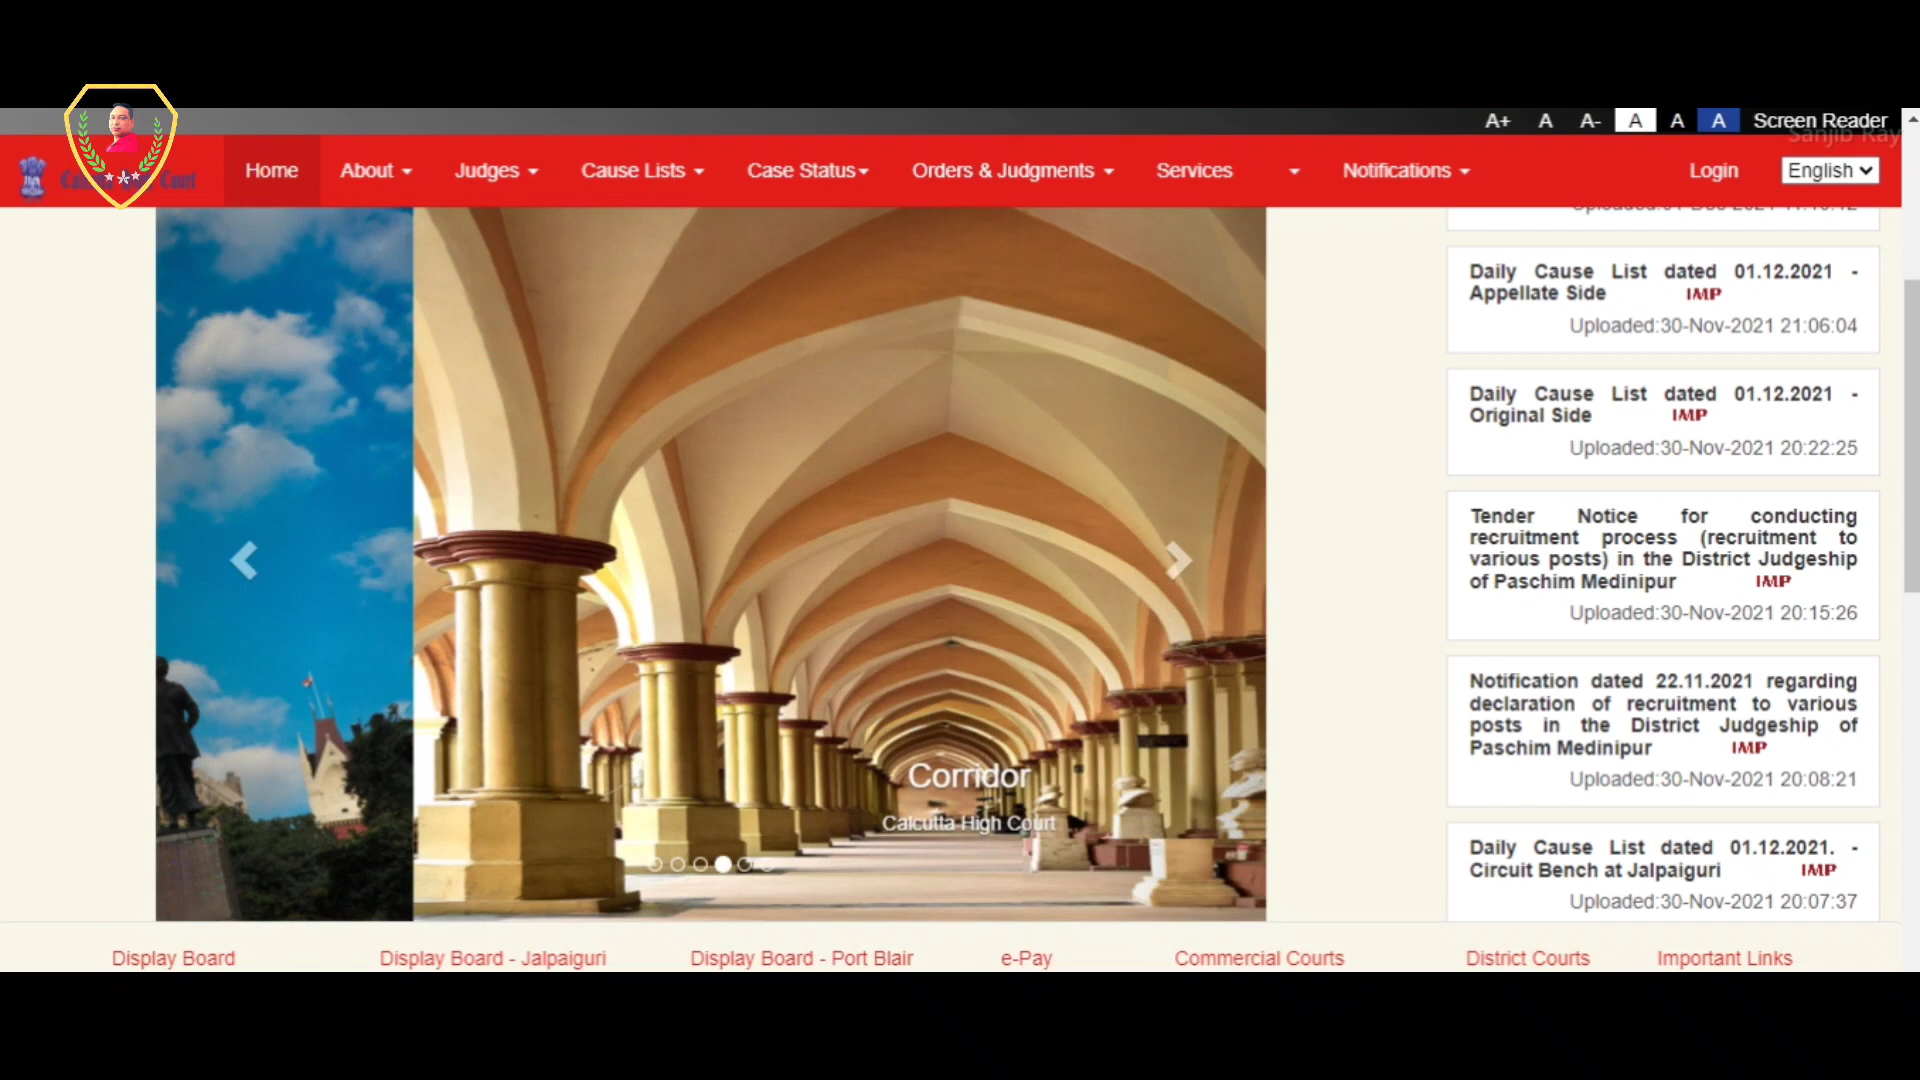 A+ A A- A A A Screen Reader
Sanjib Ray
Home About Judges Cause Lists Case Status Orders & Judgments Services Notifications Login English
Daily Cause List dated 01.12.2021 -
Appellate Side IMP
Uploaded:30-Nov-2021 21:06:04
Daily Cause List dated 01.12.2021 -
Original Side IMP
Uploaded:30-Nov-2021 20:22:25
Tender Notice for conducting
recruitment process (recruitment to
various posts) in the District Judgeship
of Paschim Medinipur IMP
Uploaded:30-Nov-2021 20:15:26
Notification dated 22.11.2021 regarding
declaration of recruitment to various
posts in the District Judgeship of
Paschim Medinipur IMP
Uploaded:30-Nov-2021 20:08:21
Daily Cause List dated 01.12.2021. -
Circuit Bench at Jalpaiguri IMP
Uploaded:30-Nov-2021 20:07:37
Corridor
Calcutta High Court
Display Board Display Board - Jalpaiguri Display Board - Port Blair e-Pay Commercial Courts District Courts Important Links